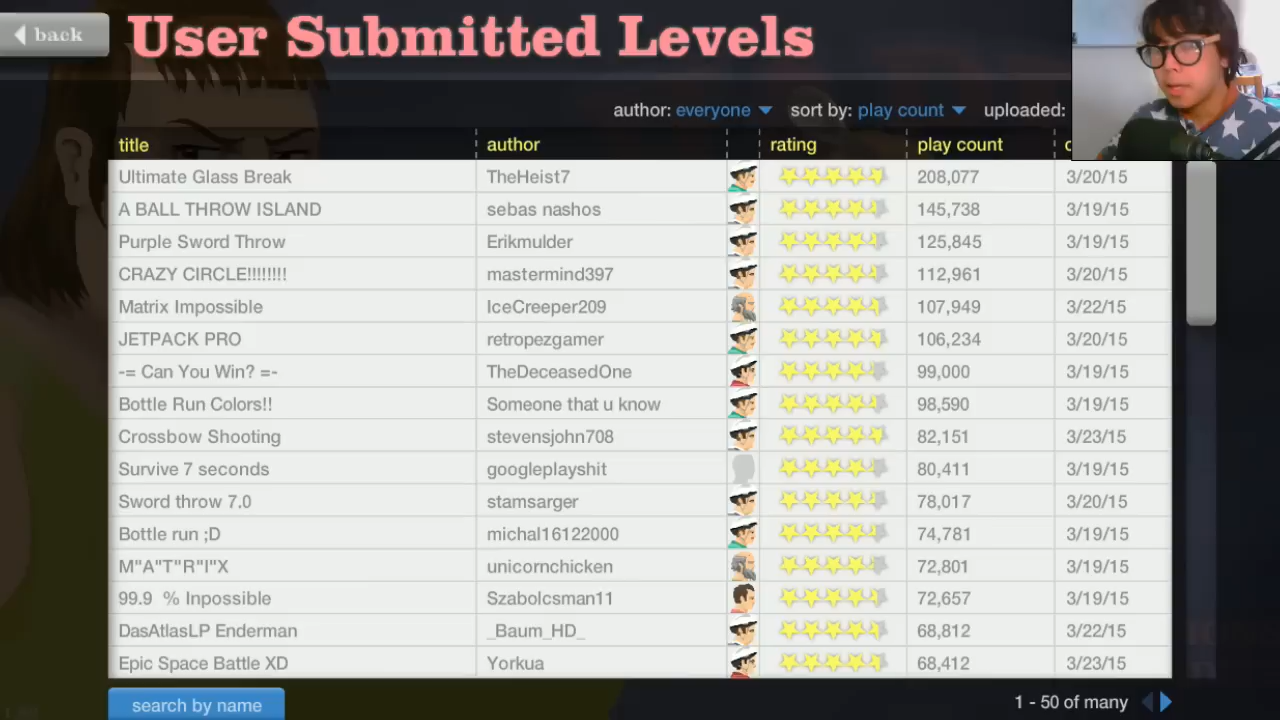 back
User Submitted Levels
author: everyone sort by: play count uploaded:
title author rating play count
Ultimate Glass Break TheHeist7 208,077 3/20/15
A BALL THROW ISLAND sebas nashos 145,738 3/19/15
Purple Sword Throw Erikmulder 125,845 3/19/15
CRAZY CIRCLE!!!!!!!! mastermind397 112,961 3/20/15
Matrix Impossible IceCreeper209 107,949 3/22/15
JETPACK PRO retropezgamer 106,234 3/20/15
-= Can You Win? =- TheDeceasedOne 99,000 3/19/15
Bottle Run Colors!! Someone that u know 98,590 3/19/15
Crossbow Shooting stevensjohn708 82,151 3/23/15
Survive 7 seconds googleplayshit 80,411 3/19/15
Sword throw 7.0 stamsarger 78,017 3/20/15
Bottle run ;D michal16122000 74,781 3/19/15
M"A"T"R"I"X unicornchicken 72,801 3/19/15
99.9 % Inpossible Szabolcsman11 72,657 3/19/15
DasAtlasLP Enderman _Baum_HD_ 68,812 3/22/15
Epic Space Battle XD Yorkua 68,412 3/23/15
search by name 1 - 50 of many